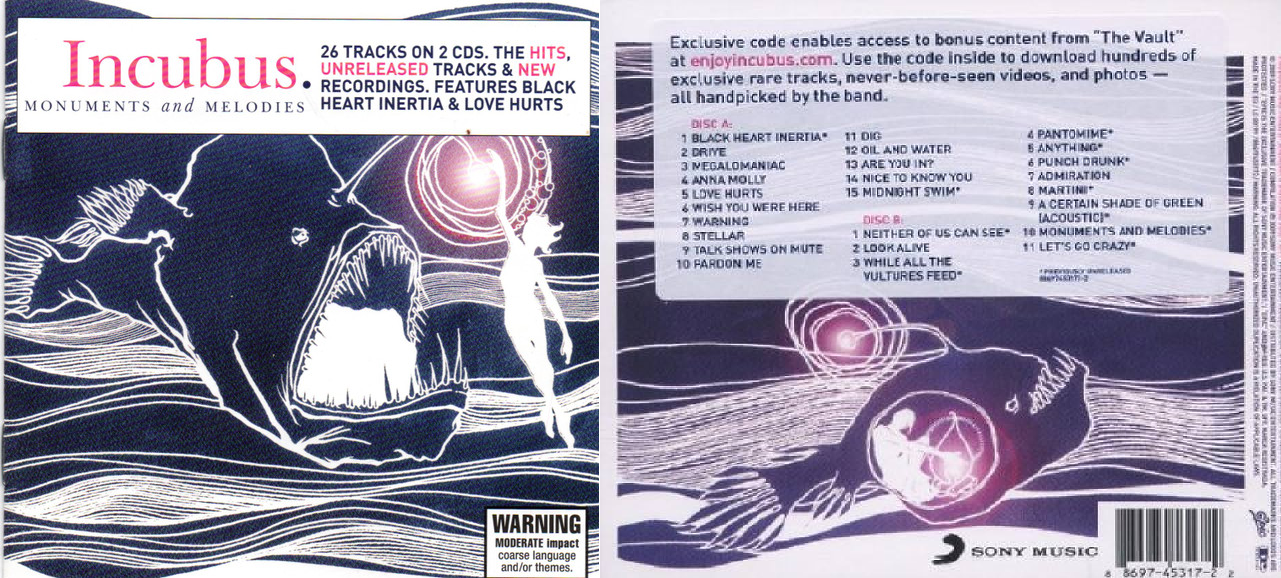 Incubus.
MONUMENTS and MELODIES
26 TRACKS ON 2 CDS. THE HITS,
UNRELEASED TRACKS & NEW
RECORDINGS. FEATURES BLACK
HEART INERTIA & LOVE HURTS
WARNING
MODERATE impact
coarse language
and/or themes.
Exclusive code enables access to bonus content from "The Vault"
at enjoyincubus.com. Use the code inside to download hundreds of
exclusive rare tracks, never-before-seen videos, and photos —
all handpicked by the band.
DISC A:
1 BLACK HEART INERTIA*
2 DRIVE
3 MEGALOMANIAC
4 ANNA MOLLY
5 LOVE HURTS
6 WISH YOU WERE HERE
7 WARNING
8 STELLAR
9 TALK SHOWS ON MUTE
10 PARDON ME
11 DIG
12 OIL AND WATER
13 ARE YOU IN?
14 NICE TO KNOW YOU
15 MIDNIGHT SWIM*
DISC B:
1 NEITHER OF US CAN SEE*
2 LOOK ALIVE
3 WHILE ALL THE
VULTURES FEED*
4 PANTOMIME*
5 ANYTHING*
6 PUNCH DRUNK*
7 ADMIRATION
8 MARTINI*
9 A CERTAIN SHADE OF GREEN
(ACOUSTIC)*
10 MONUMENTS AND MELODIES*
11 LET'S GO CRAZY*
* PREVIOUSLY UNRELEASED
88697453172-2
SONY MUSIC
8 8697-45317-2 2